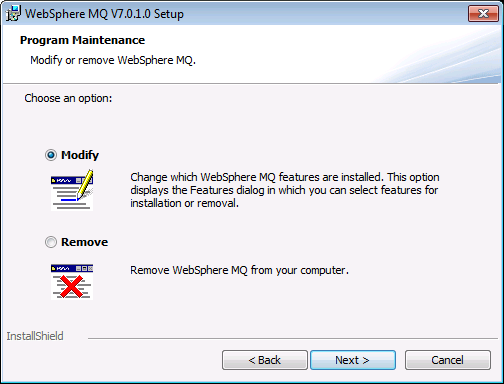 WebSphere MQ V7.0.1.0 Setup
Program Maintenance
Modify or remove WebSphere MQ.
Choose an option:
Modify
Change which WebSphere MQ features are installed. This option
displays the Features dialog in which you can select features for
installation or removal.
Remove
Remove WebSphere MQ from your computer.
InstallShield
< Back
Next >
Cancel